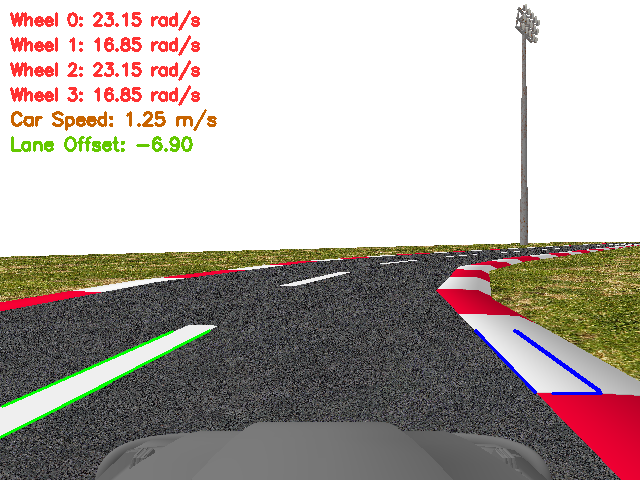 Wheel 0: 23.15 rad/s
Wheel 1: 16.85 rad/s
Wheel 2: 23.15 rad/s
Wheel 3: 16.85 rad/s
Car Speed: 1.25 m/s
Lane Offset: -6.90